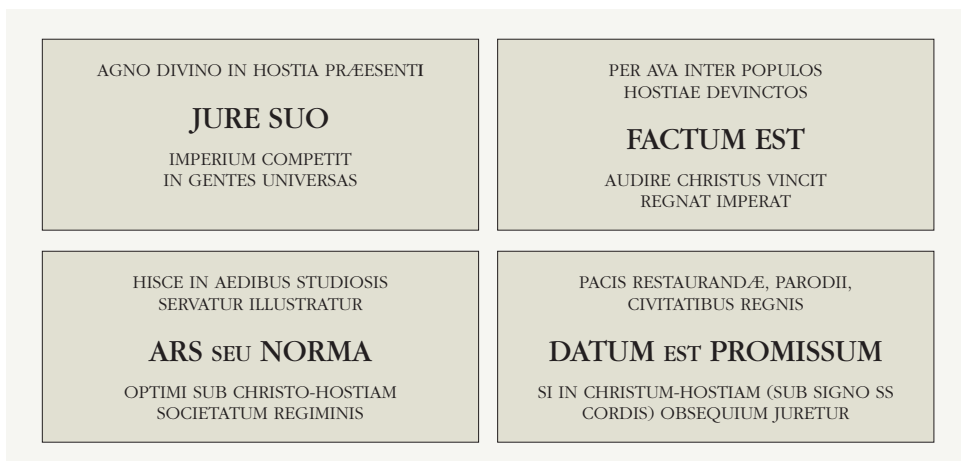 AGNO DIVINO IN HOSTIA PRÆESENTI
JURE SUO
IMPERIUM COMPETIT
IN GENTES UNIVERSAS
PER AVA INTER POPULOS
HOSTIAE DEVINCTOS
FACTUM EST
AUDIRE CHRISTUS VINCIT
REGNAT IMPERAT
HISCE IN AEDIBUS STUDIOSIS
SERVATUR ILLUSTRATUR
ARS SEU NORMA
OPTIMI SUB CHRISTO-HOSTIAM
SOCIETATUM REGIMINIS
PACIS RESTAURANDÆ, PARODII,
CIVITATIBUS REGNIS
DATUM EST PROMISSUM
SI IN CHRISTUM-HOSTIAM (SUB SIGNO SS
CORDIS) OBSEQUIUM JURETUR